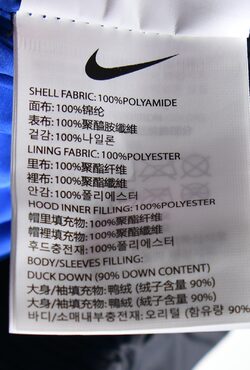 SHELL FABRIC: 100%POLYAMIDE
面布: 100%锦纶
表布: 100%聚醯胺纖維
겉감: 100%나일론
LINING FABRIC: 100%POLYESTER
里布: 100%聚酯纤维
裡布: 100%聚酯纖維
안감: 100%폴리에스터
HOOD INNER FILLING: 100%POLYESTER
帽里填充物: 100%聚酯纤维
帽裡填充物: 100%聚酯纖維
후드충전재: 100%폴리에스터
BODY/SLEEVES FILLING:
DUCK DOWN (90% DOWN CONTENT)
大身/袖填充物: 鸭绒 (绒子含量 90%)
大身/袖填充物: 鴨絨 (絨子含量 90%)
바디/소매내부충전재: 오리털 (함유량 90%)